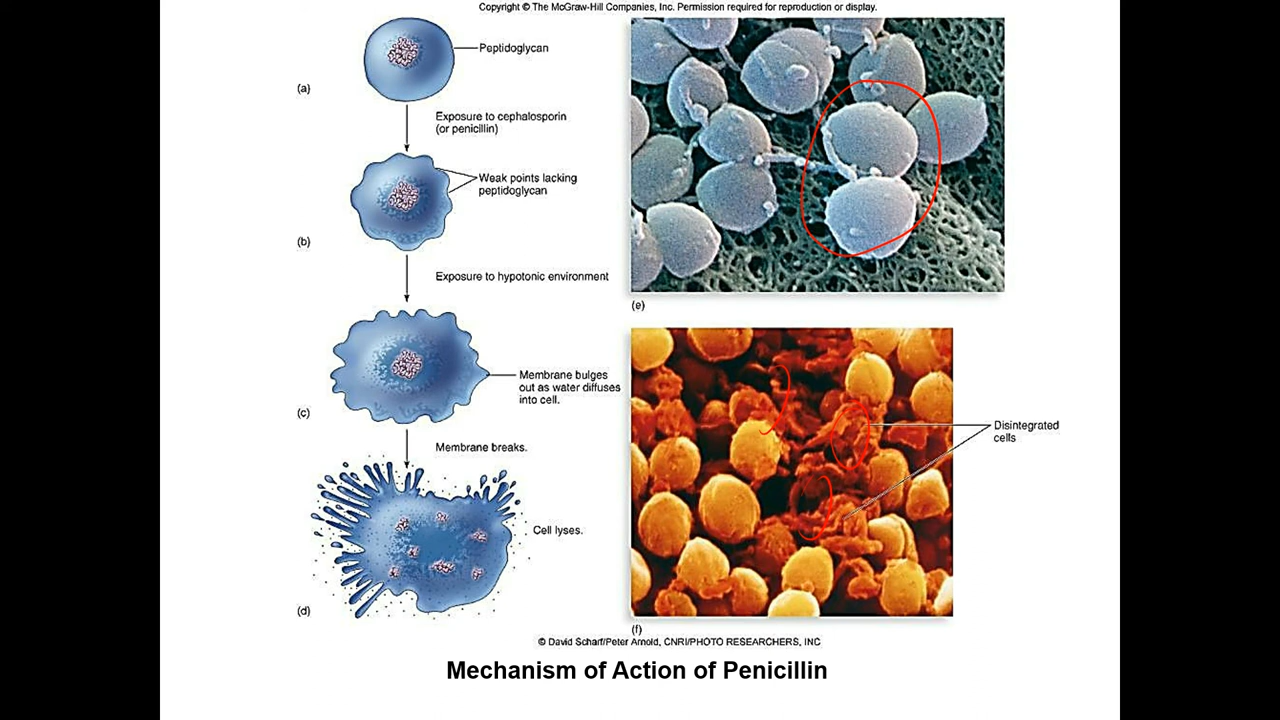 Copyright © The McGraw-Hill Companies, Inc. Permission required for reproduction or display.
Peptidoglycan
(a)
Exposure to cephalosporin
(or penicillin)
Weak points lacking
peptidoglycan
(b)
Exposure to hypotonic environment
Membrane bulges
out as water diffuses
into cell.
(c)
Membrane breaks.
Cell lyses.
(d)
(e)
Disintegrated
cells
(f)
© David Scharf/Peter Arnold, CNRI/PHOTO RESEARCHERS, INC
Mechanism of Action of Penicillin